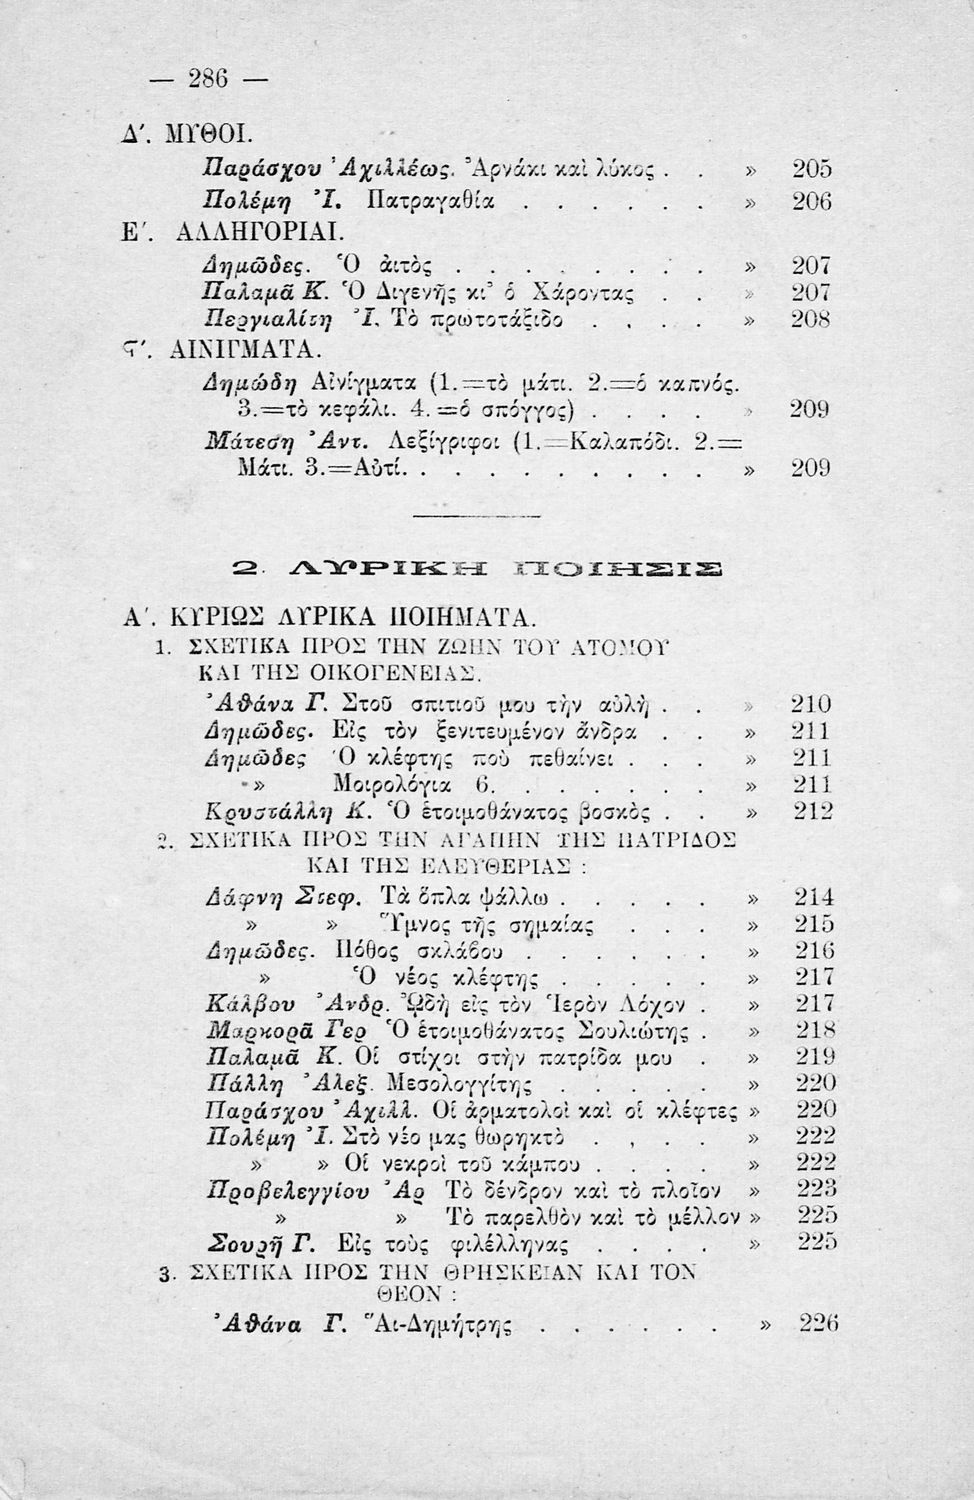 — 286 —
Δ'. ΜΥΘΟΙ.
Παράσχου Ἀχιλλέως. Ἀρνάκι καὶ λύκος . . » 205
Πολέμη Ἰ. Πατραγαθία . . . . . . » 206
Ε'. ΑΛΛΗΓΟΡΙΑΙ.
Δημῶδες. Ὁ ἀιτὸς . . . . . . . . » 207
Παλαμᾶ Κ. Ὁ Διγενῆς κι' ὁ Χάροντας . . » 207
Περγιαλίτη Ἰ. Τὸ πρωτοτάξιδο . . . . » 208
Ϛ'. ΑΙΝΙΓΜΑΤΑ.
Δημώδη Αἰνίγματα (1.=τὸ μάτι. 2.=ὁ καπνός.
3.=τὸ κεφάλι. 4.=ὁ σπόγγος) . . . . » 209
Μάτεση Ἀντ. Λεξίγριφοι (1.=Καλαπόδι. 2.=
Μάτι. 3.=Αὐτί. . . . . . . . . . » 209
2. ΛΥΡΙΚΗ ΠΟΙΗΣΙΣ
Α'. ΚΥΡΙΩΣ ΛΥΡΙΚΑ ΠΟΙΗΜΑΤΑ.
1. ΣΧΕΤΙΚΑ ΠΡΟΣ ΤΗΝ ΖΩΗΝ ΤΟΥ ΑΤΟΜΟΥ
ΚΑΙ ΤΗΣ ΟΙΚΟΓΕΝΕΙΑΣ.
Ἀθάνα Γ. Στοῦ σπιτιοῦ μου τὴν αὐλὴ . . » 210
Δημῶδες. Εἰς τὸν ξενιτευμένον ἄνδρα . . » 211
Δημῶδες Ὁ κλέφτης ποὺ πεθαίνει . . . » 211
» Μοιρολόγια 6. . . . . . . » 211
Κρυστάλλη Κ. Ὁ ἑτοιμοθάνατος βοσκὸς . . » 212
2. ΣΧΕΤΙΚΑ ΠΡΟΣ ΤΗΝ ΑΓΑΠΗΝ ΤΗΣ ΠΑΤΡΙΔΟΣ
ΚΑΙ ΤΗΣ ΕΛΕΥΘΕΡΙΑΣ :
Δάφνη Στεφ. Τὰ ὅπλα ψάλλω . . . . . » 214
» » Ὕμνος τῆς σημαίας . . . » 215
Δημῶδες. Πόθος σκλάβου . . . . . . » 216
» Ὁ νέος κλέφτης . . . . . » 217
Κάλβου Ἀνδρ. ᾨδὴ εἰς τὸν Ἱερὸν Λόχον . » 217
Μαρκορᾶ Γερ Ὁ ἑτοιμοθάνατος Σουλιώτης . » 218
Παλαμᾶ Κ. Οἱ στίχοι στὴν πατρίδα μου . » 219
Πάλλη Ἀλεξ. Μεσολογγίτης . . . . . » 220
Παράσχου Ἀχιλλ. Οἱ ἁρματολοὶ καὶ οἱ κλέφτες » 220
Πολέμη Ἰ. Στὸ νέο μας θωρηκτὸ . , . . » 222
» » Οἱ νεκροὶ τοῦ κάμπου . . . . » 222
Προβελεγγίου Ἀρ Τὸ δένδρον καὶ τὸ πλοῖον » 223
» » Τὸ παρελθὸν καὶ τὸ μέλλον » 225
Σουρῆ Γ. Εἰς τοὺς φιλέλληνας . . . . » 225
3. ΣΧΕΤΙΚΑ ΠΡΟΣ ΤΗΝ ΘΡΗΣΚΕΙΑΝ ΚΑΙ ΤΟΝ
ΘΕΟΝ :
Ἀθάνα Γ. Ἅι-Δημήτρης . . . . . . » 226